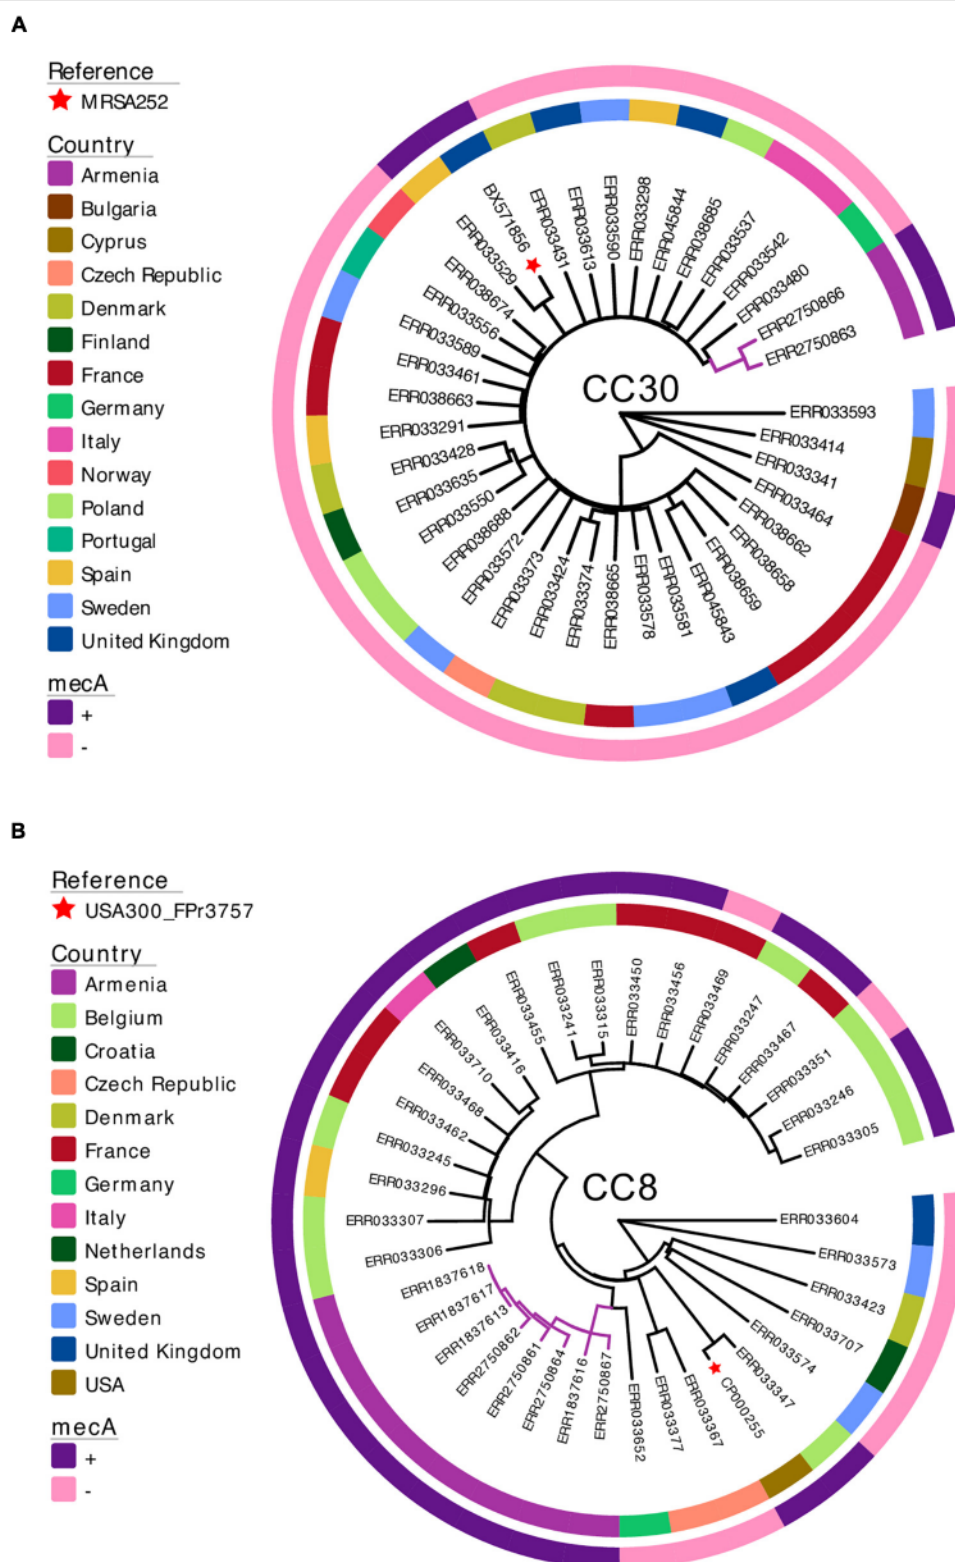 A
Reference
MRSA252
Country
Armenia
Bulgaria
Cyprus
Czech Republic
Denmark
Finland
France
Germany
Italy
Norway
Poland
Portugal
Spain
Sweden
United Kingdom
mecA
+
-
CC30
BX571856
ERR033431
ERR033613
ERR033590
ERR033298
ERR045844
ERR038685
ERR033537
ERR033542
ERR033480
ERR2750866
ERR2750863
ERR033593
ERR033414
ERR033341
ERR033464
ERR038662
ERR038658
ERR038659
ERR045843
ERR033581
ERR033578
ERR038665
ERR033374
ERR033424
ERR033373
ERR033572
ERR038688
ERR033550
ERR033635
ERR033428
ERR033291
ERR038663
ERR033461
ERR033589
ERR033556
ERR038674
ERR033529
B
Reference
USA300_FPr3757
Country
Armenia
Belgium
Croatia
Czech Republic
Denmark
France
Germany
Italy
Netherlands
Spain
Sweden
United Kingdom
USA
mecA
+
-
CC8
ERR033455
ERR033241
ERR033315
ERR033450
ERR033456
ERR033469
ERR033247
ERR033467
ERR033351
ERR033246
ERR033305
ERR033604
ERR033573
ERR033423
ERR033707
ERR033574
ERR033347
CP000255
ERR033367
ERR033377
ERR033652
ERR2750867
ERR1837616
ERR2750864
ERR2750861
ERR2750862
ERR1837613
ERR1837617
ERR1837618
ERR033306
ERR033307
ERR033296
ERR033245
ERR033462
ERR033468
ERR033710
ERR033416